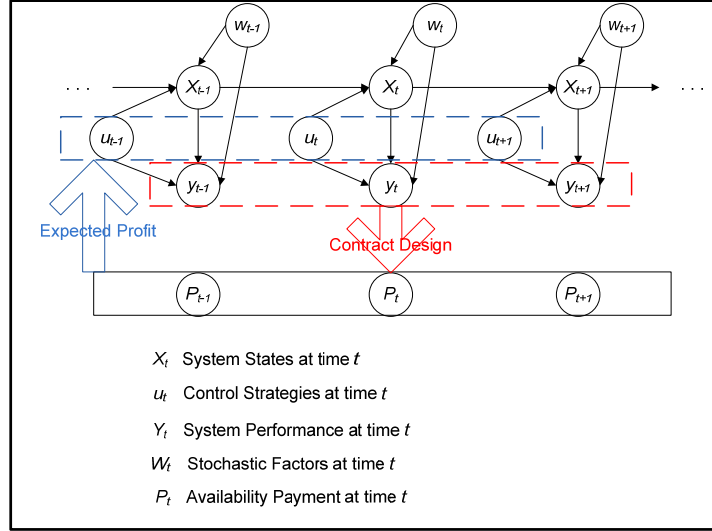 w_{t-1} w_t w_{t+1}
. . . X_{t-1} X_t X_{t+1} . . .
u_{t-1} u_t u_{t+1}
y_{t-1} y_t y_{t+1}
Expected Profit Contract Design
P_{t-1} P_t P_{t+1}
X_t System States at time t
u_t Control Strategies at time t
Y_t System Performance at time t
W_t Stochastic Factors at time t
P_t Availability Payment at time t